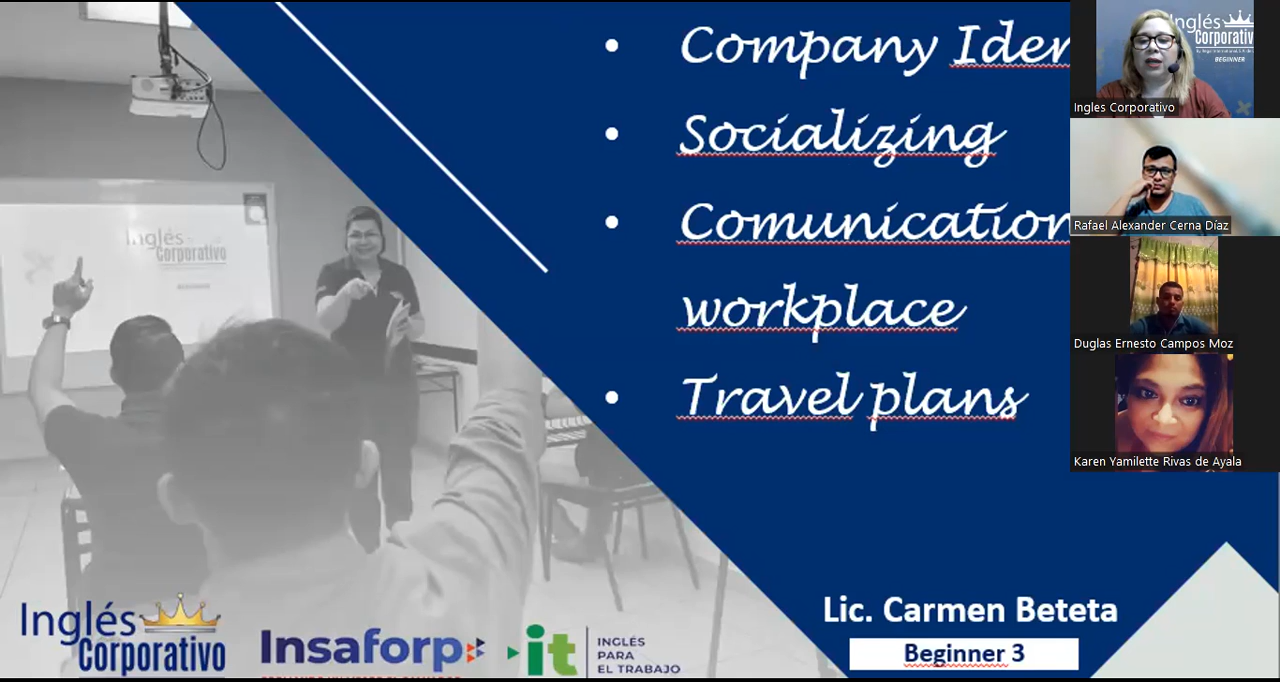 • Company Iden
• Socializing
• Comunication
workplace
• Travel plans
Inglés
Corporativo
BEGINNER
Ingles Corporativo
Rafael Alexander Cerna Díaz
Duglas Ernesto Campos Moz
Karen Yamilette Rivas de Ayala
Inglés
Corporativo
Lic. Carmen Beteta
Beginner 3
Inglés
Corporativo
Insaforp
it
INGLÉS
PARA
EL TRABAJO